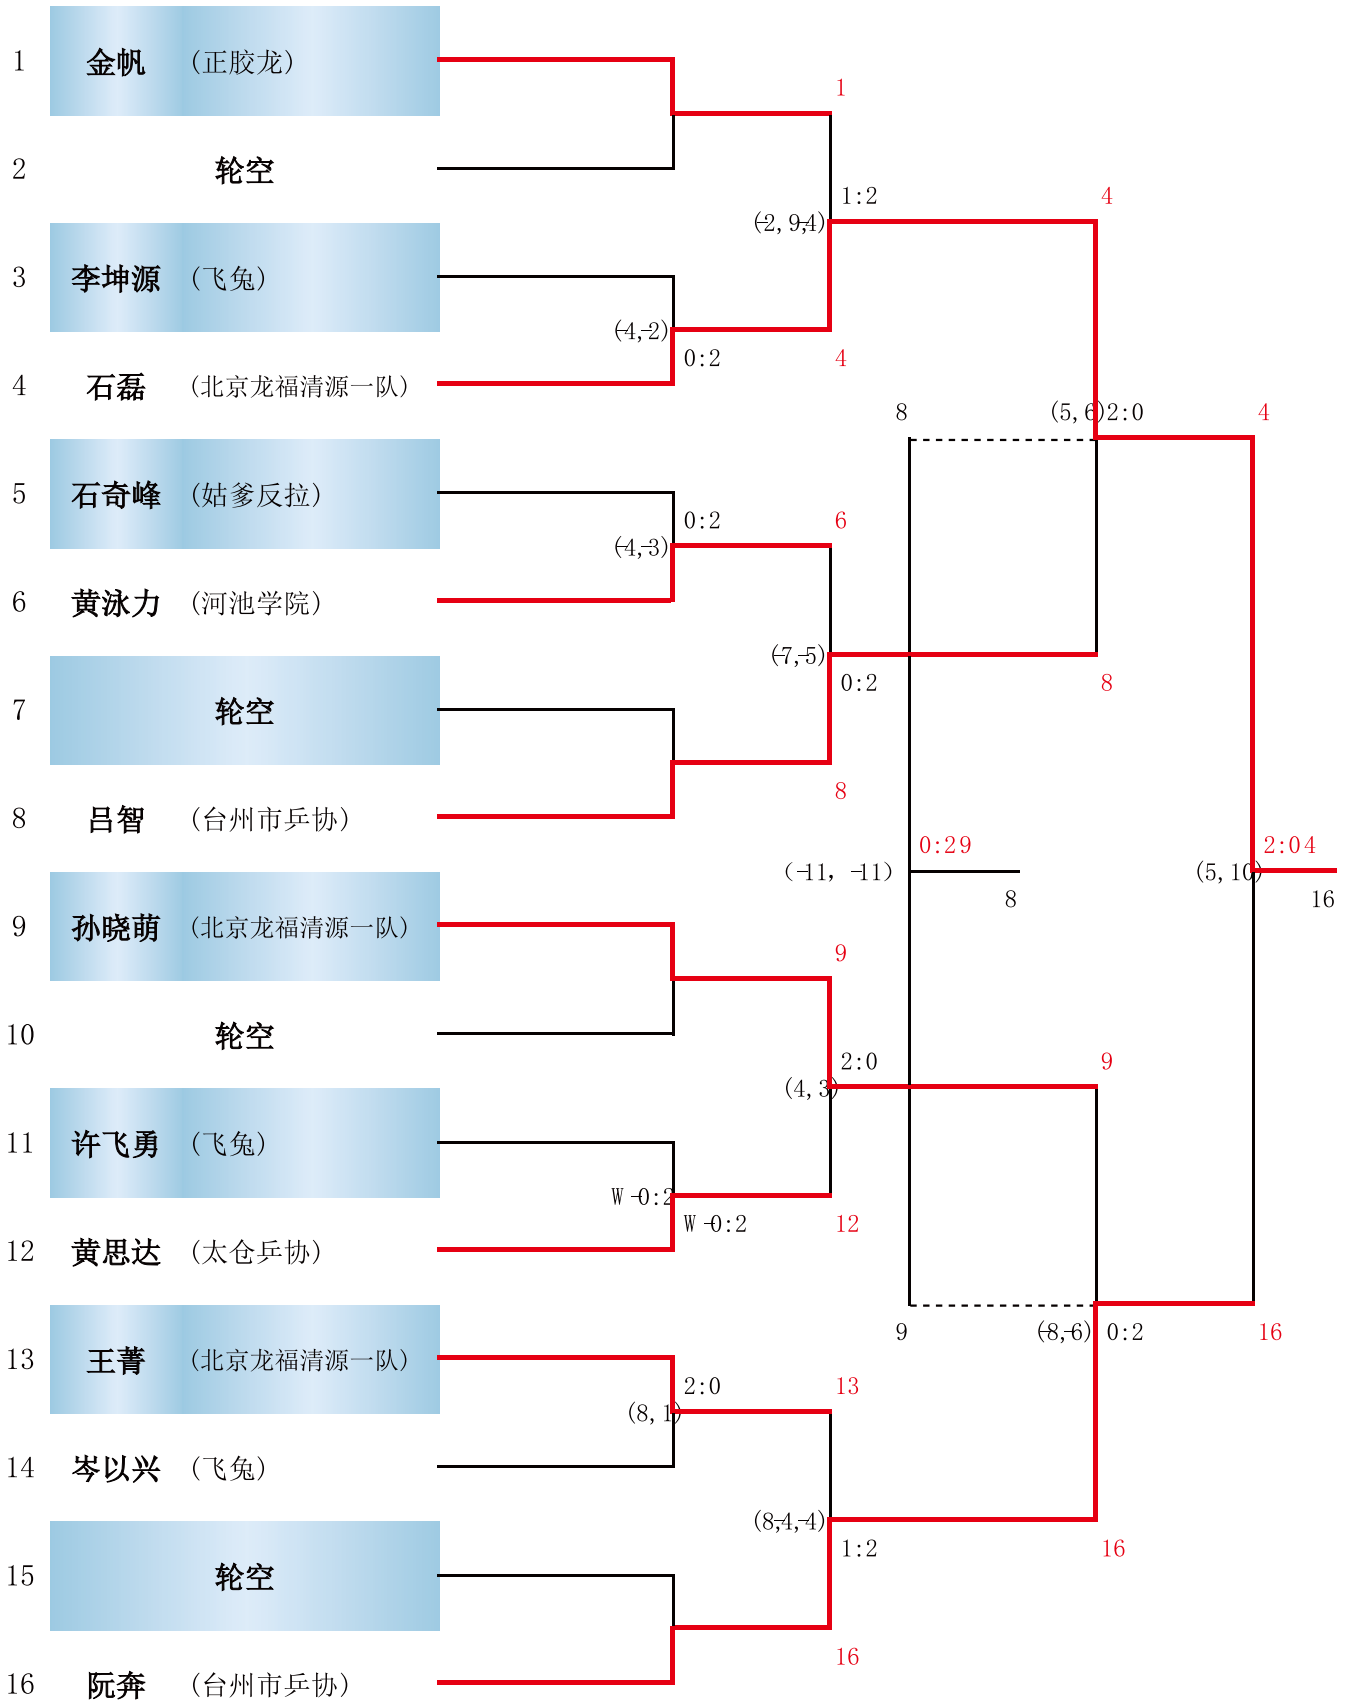 1 金帆 (正胶龙)
1
2 轮空
1:2
4
(-2,9,-4)
3 李坤源 (飞兔)
(-4,-2)
0:2
4
4 石磊 (北京龙福清源一队)
8
(5,6) 2:0
4
5 石奇峰 (姑爹反拉)
0:2
6
(-4,-3)
6 黄泳力 (河池学院)
(-7,-5)
0:2
8
7 轮空
8
8 吕智 (台州市乒协)
0:29
2:04
(-11, -11)
(5,10)
8
16
9 孙晓萌 (北京龙福清源一队)
9
10 轮空
2:0
9
(4,3)
11 许飞勇 (飞兔)
W-0:2
W-0:2
12
12 黄思达 (太仓乒协)
9
(-8,-6) 0:2
16
13 王菁 (北京龙福清源一队)
2:0
13
(8,1)
14 岑以兴 (飞兔)
(8,-4,-4)
1:2
16
15 轮空
16
16 阮奔 (台州市乒协)